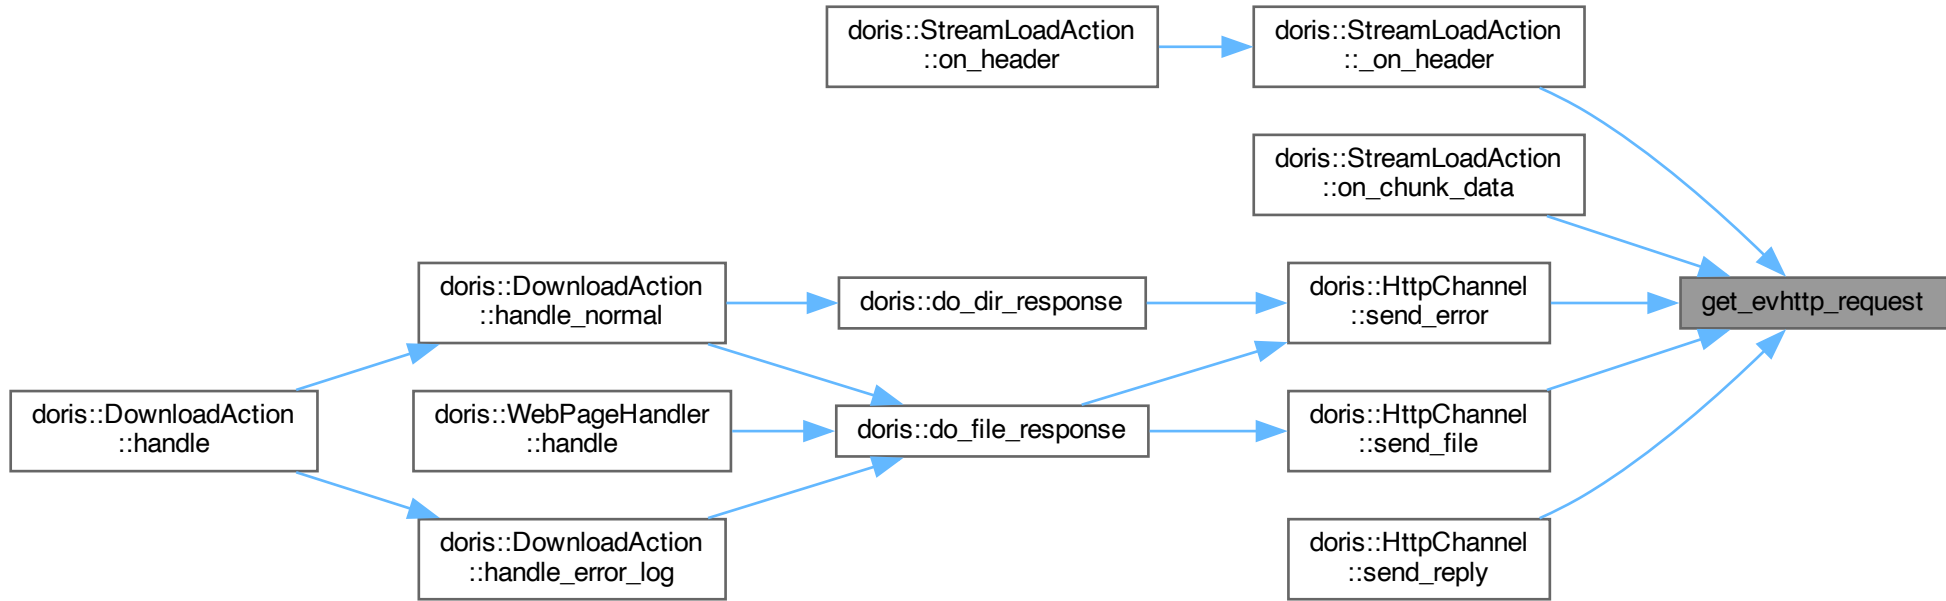 doris::StreamLoadAction
::on_header
doris::StreamLoadAction
::_on_header
doris::StreamLoadAction
::on_chunk_data
doris::DownloadAction
::handle_normal
doris::do_dir_response
doris::HttpChannel
::send_error
get_evhttp_request
doris::DownloadAction
::handle
doris::WebPageHandler
::handle
doris::do_file_response
doris::HttpChannel
::send_file
doris::DownloadAction
::handle_error_log
doris::HttpChannel
::send_reply